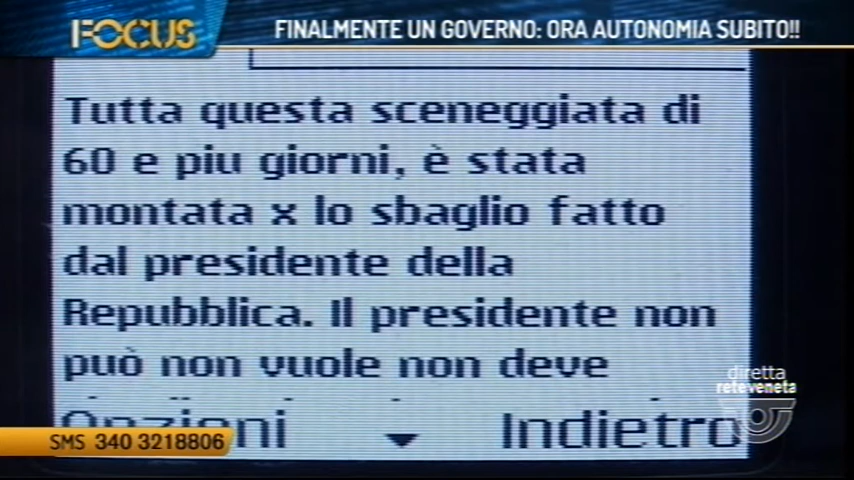 FOCUS
FINALMENTE UN GOVERNO: ORA AUTONOMIA SUBITO!!
Tutta questa sceneggiata di
60 e piu giorni, è stata
montata x lo sbaglio fatto
dal presidente della
Repubblica. Il presidente non
può non vuole non deve
Opzioni
Indietro
diretta
reteveneta
SMS 340 3218806